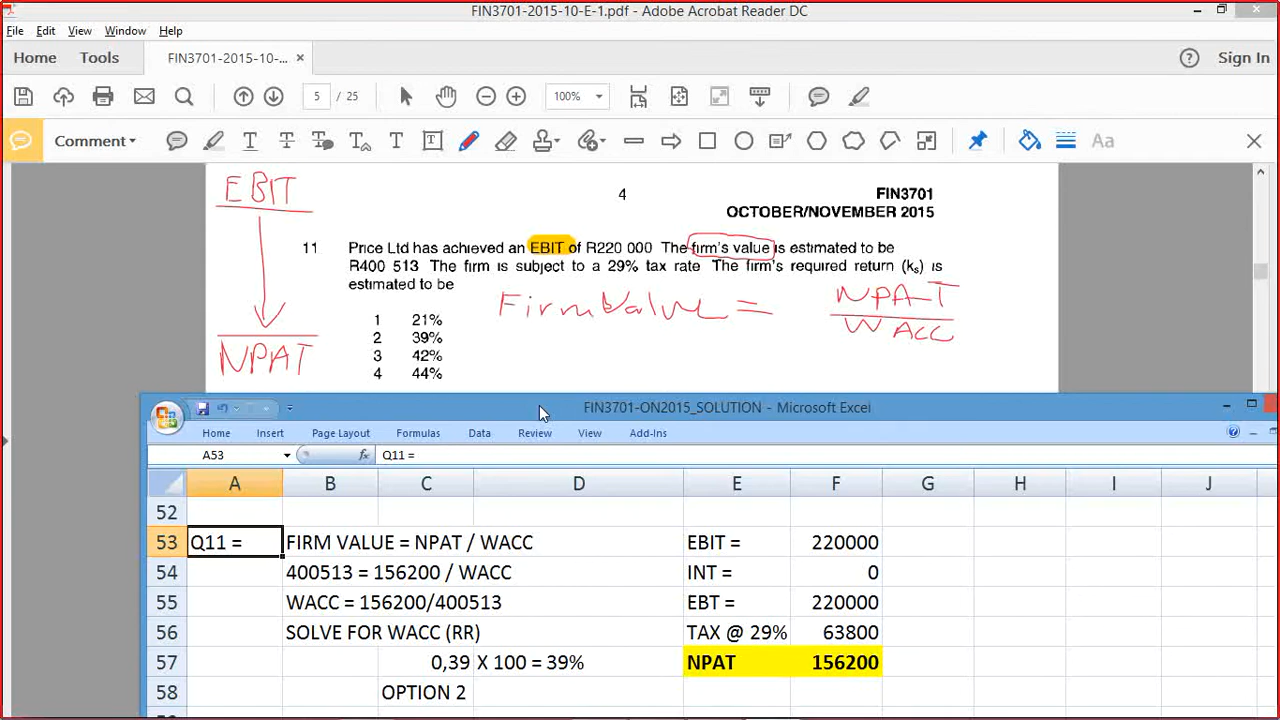 FIN3701-2015-10-E-1.pdf - Adobe Acrobat Reader DC
File Edit View Window Help
Home Tools FIN3701-2015-10-... × Sign In
5 / 25 100%
Comment Aa
EBIT
NPAT
4 FIN3701
OCTOBER/NOVEMBER 2015
11 Price Ltd has achieved an EBIT of R220 000 The firm's value is estimated to be
R400 513 The firm is subject to a 29% tax rate The firm's required return (ks) is
estimated to be
Firm Value = NPAT
WACC
1 21%
2 39%
3 42%
4 44%
FIN3701-ON2015_SOLUTION - Microsoft Excel
Home Insert Page Layout Formulas Data Review View Add-Ins
A53 fx Q11 =
A B C D E F G H I J
52
53 Q11 = FIRM VALUE = NPAT / WACC EBIT = 220000
54 400513 = 156200 / WACC INT = 0
55 WACC = 156200/400513 EBT = 220000
56 SOLVE FOR WACC (RR) TAX @ 29% 63800
57 0,39 X 100 = 39% NPAT 156200
58 OPTION 2